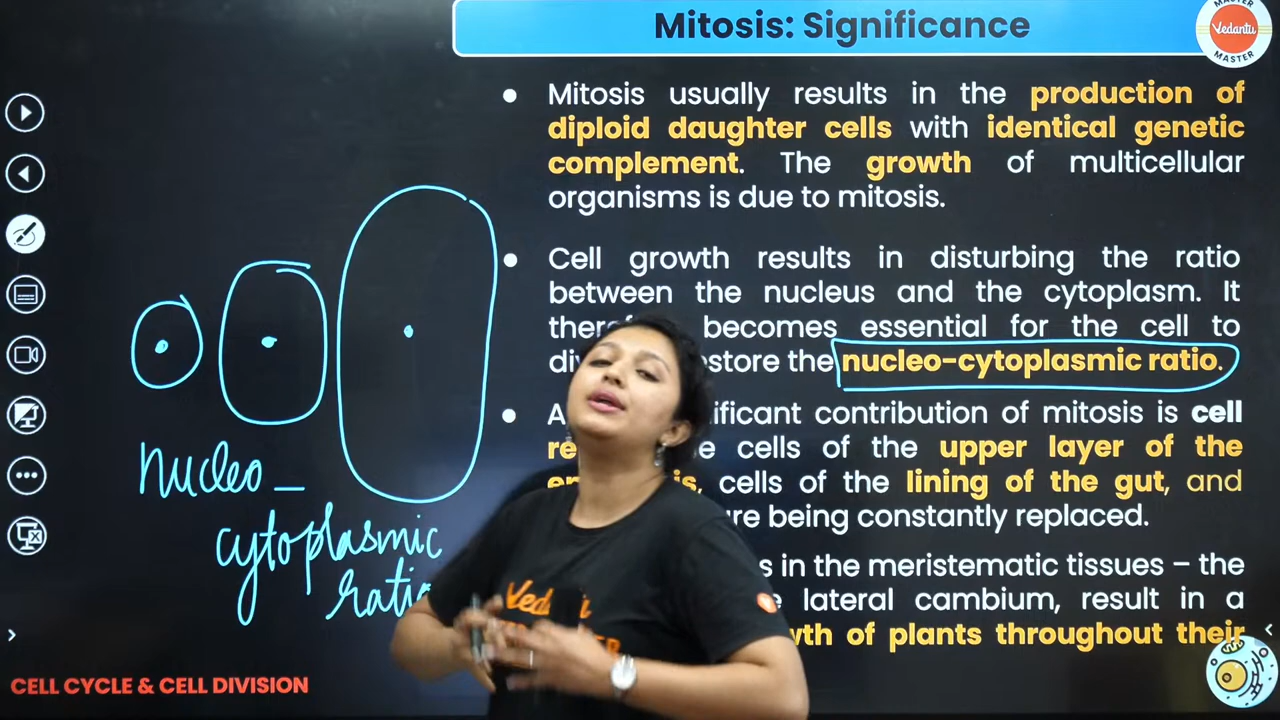 Mitosis: Significance
MASTER
Vedantu
MASTER
• Mitosis usually results in the production of
diploid daughter cells with identical genetic
complement. The growth of multicellular
organisms is due to mitosis.
• Cell growth results in disturbing the ratio
between the nucleus and the cytoplasm. It
becomes essential for the cell to
the nucleo-cytoplasmic ratio.
• contribution of mitosis is cell
cells of the upper layer of the
cells of the lining of the gut, and
being constantly replaced.
in the meristematic tissues – the
lateral cambium, result in a
of plants throughout their
nucleo –
cytoplasmic
ratio
CELL CYCLE & CELL DIVISION